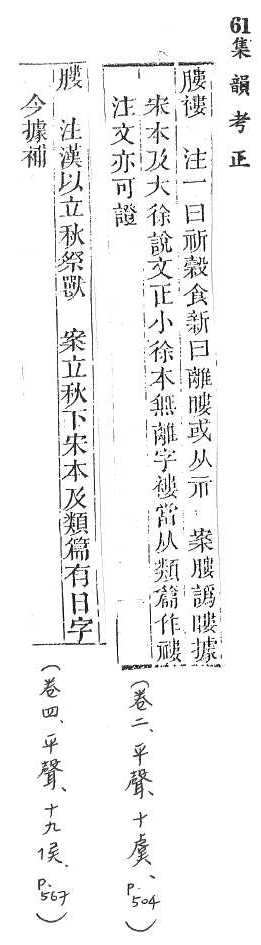 61 集韻考正
膢褸 注一曰祈穀食新曰離瞜或从示 案膢譌瞜據
宋本及大徐說文正小徐本無離字褸當从類篇作䄛
注文亦可證
(卷二、平聲、十虞、P.504)
膢 注漢以立秋祭獸 案立秋下宋本及類篇有日字
今據補
(卷四、平聲、十九侯、P.567)